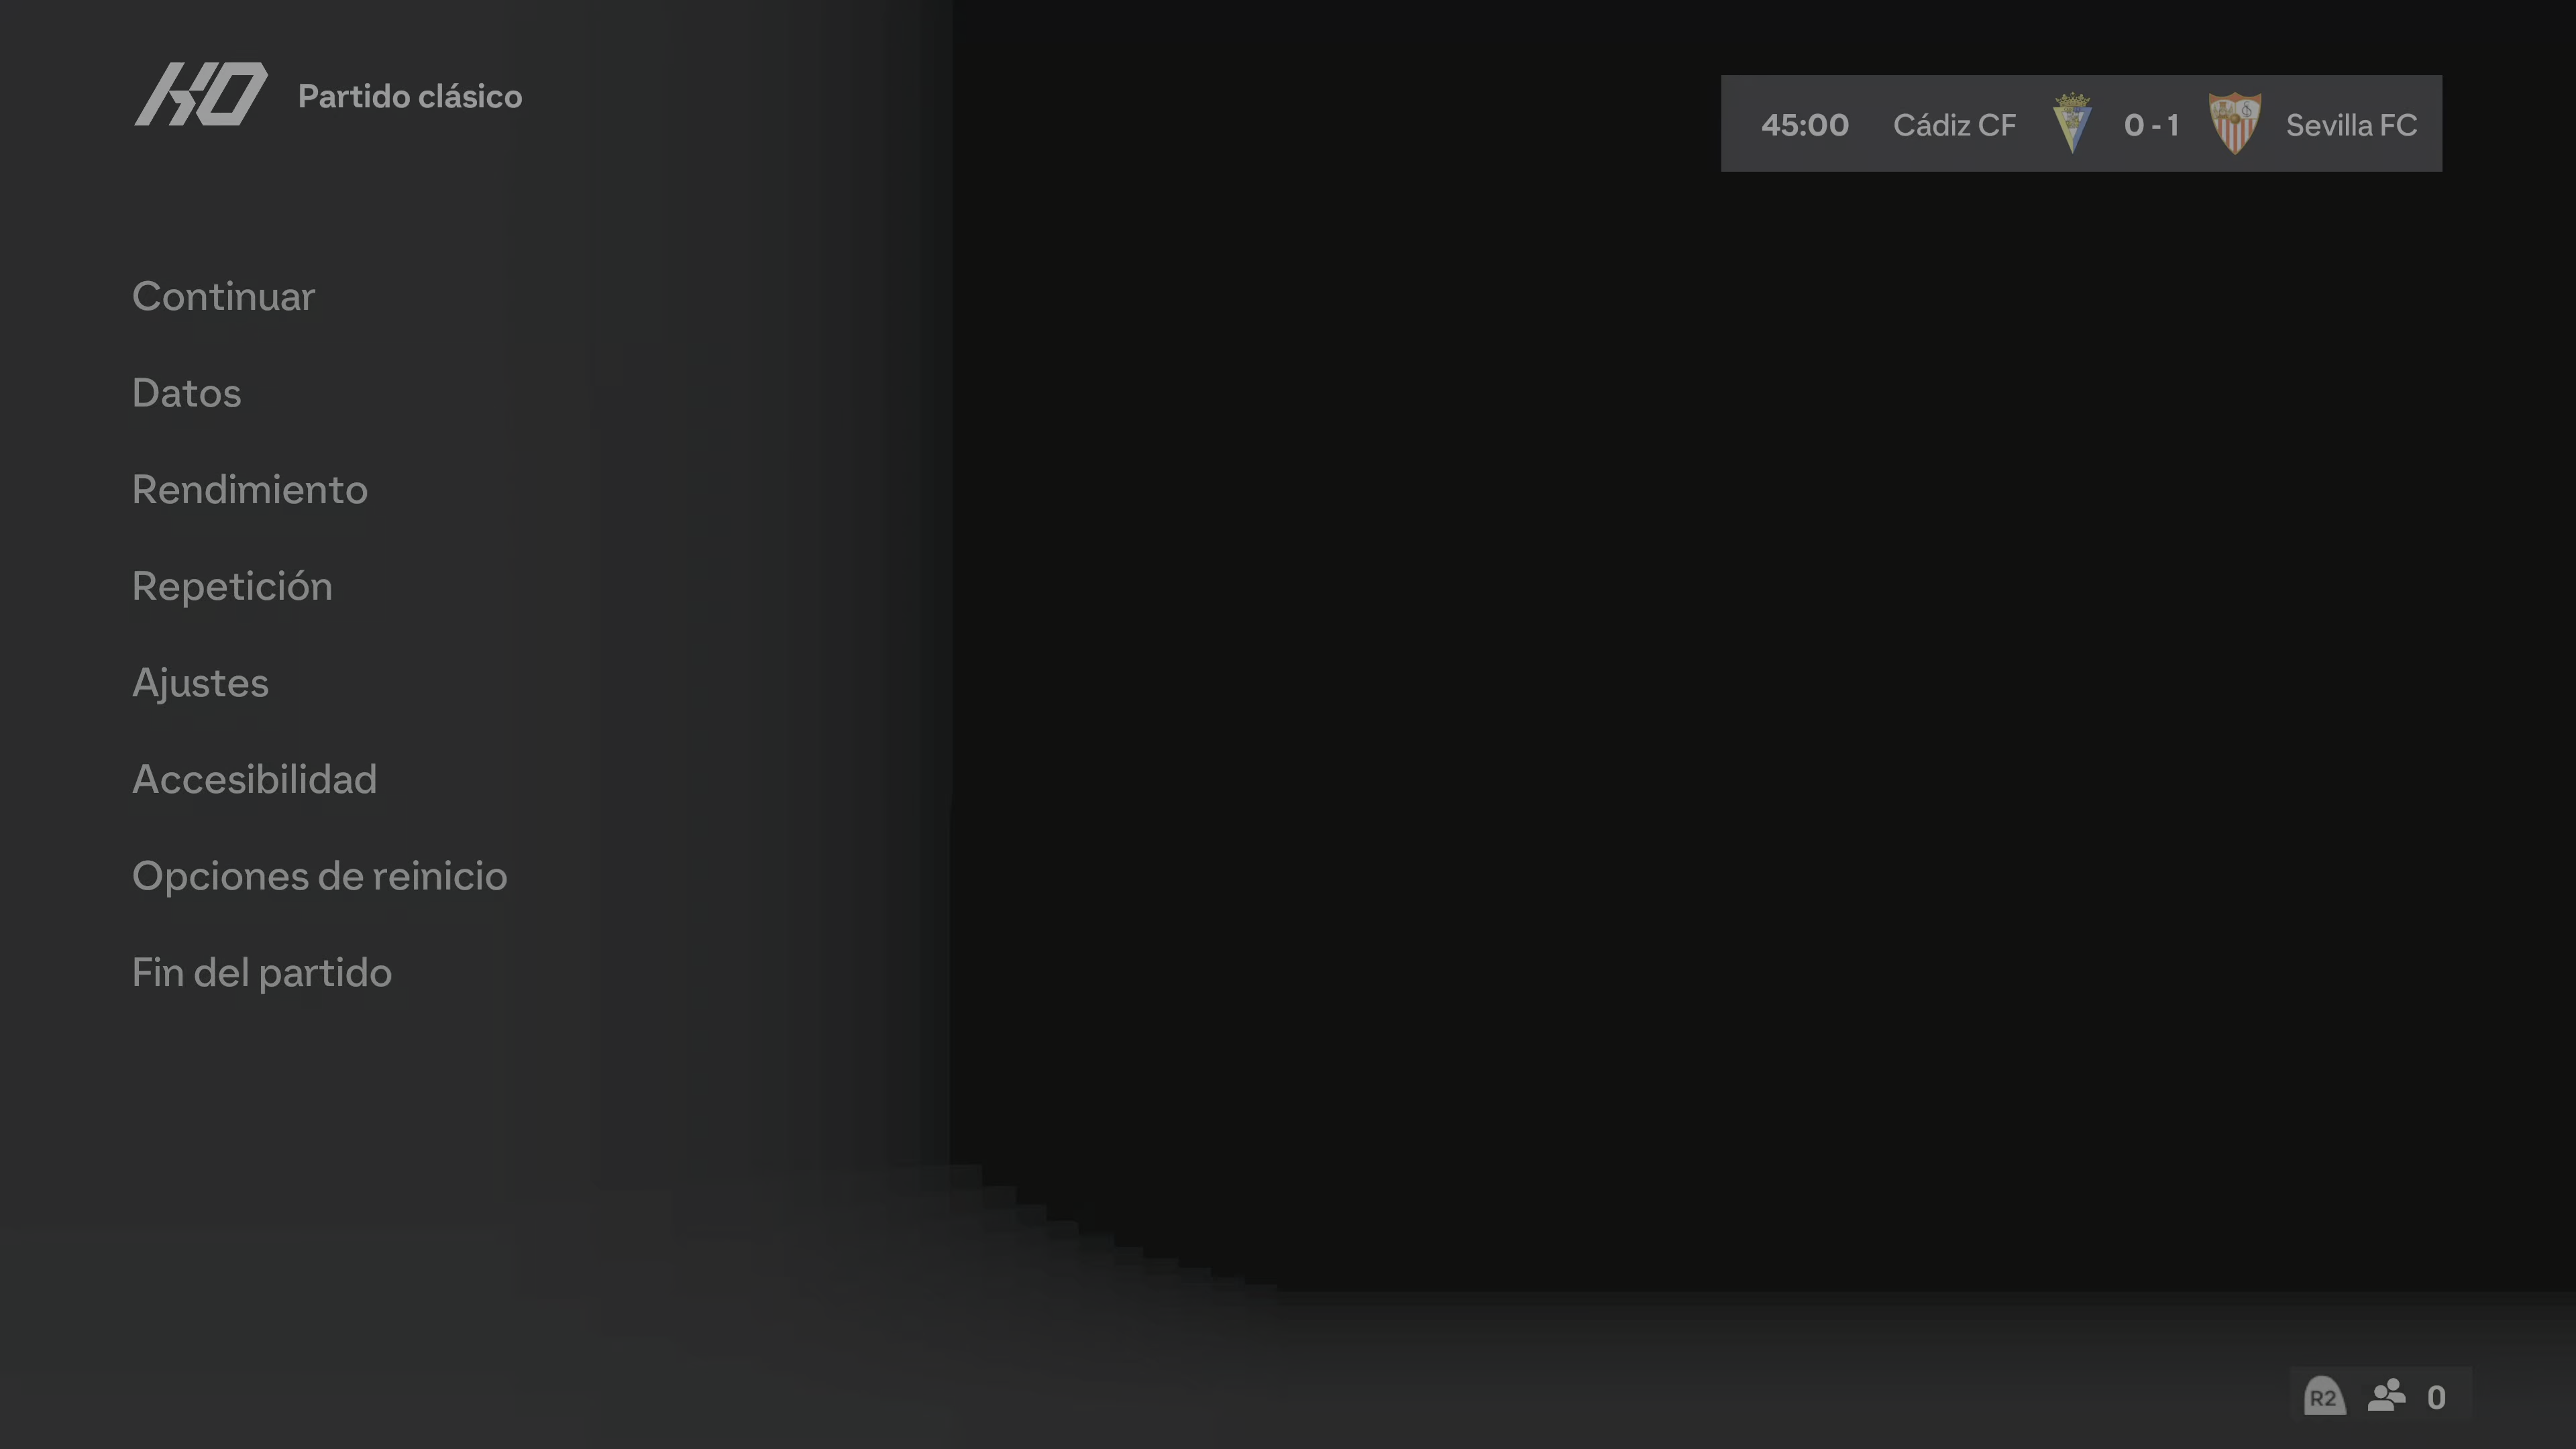 KO Partido clásico
45:00 Cádiz CF 0 - 1 Sevilla FC
Continuar
Datos
Rendimiento
Repetición
Ajustes
Accesibilidad
Opciones de reinicio
Fin del partido
R2 0